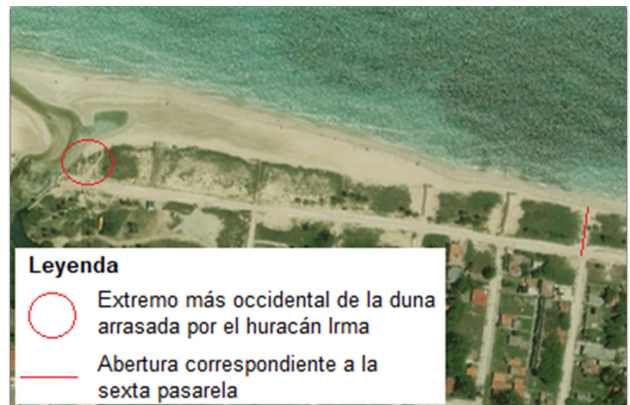 Leyenda
Extremo más occidental de la duna
arrasada por el huracán Irma
Abertura correspondiente a la
sexta pasarela